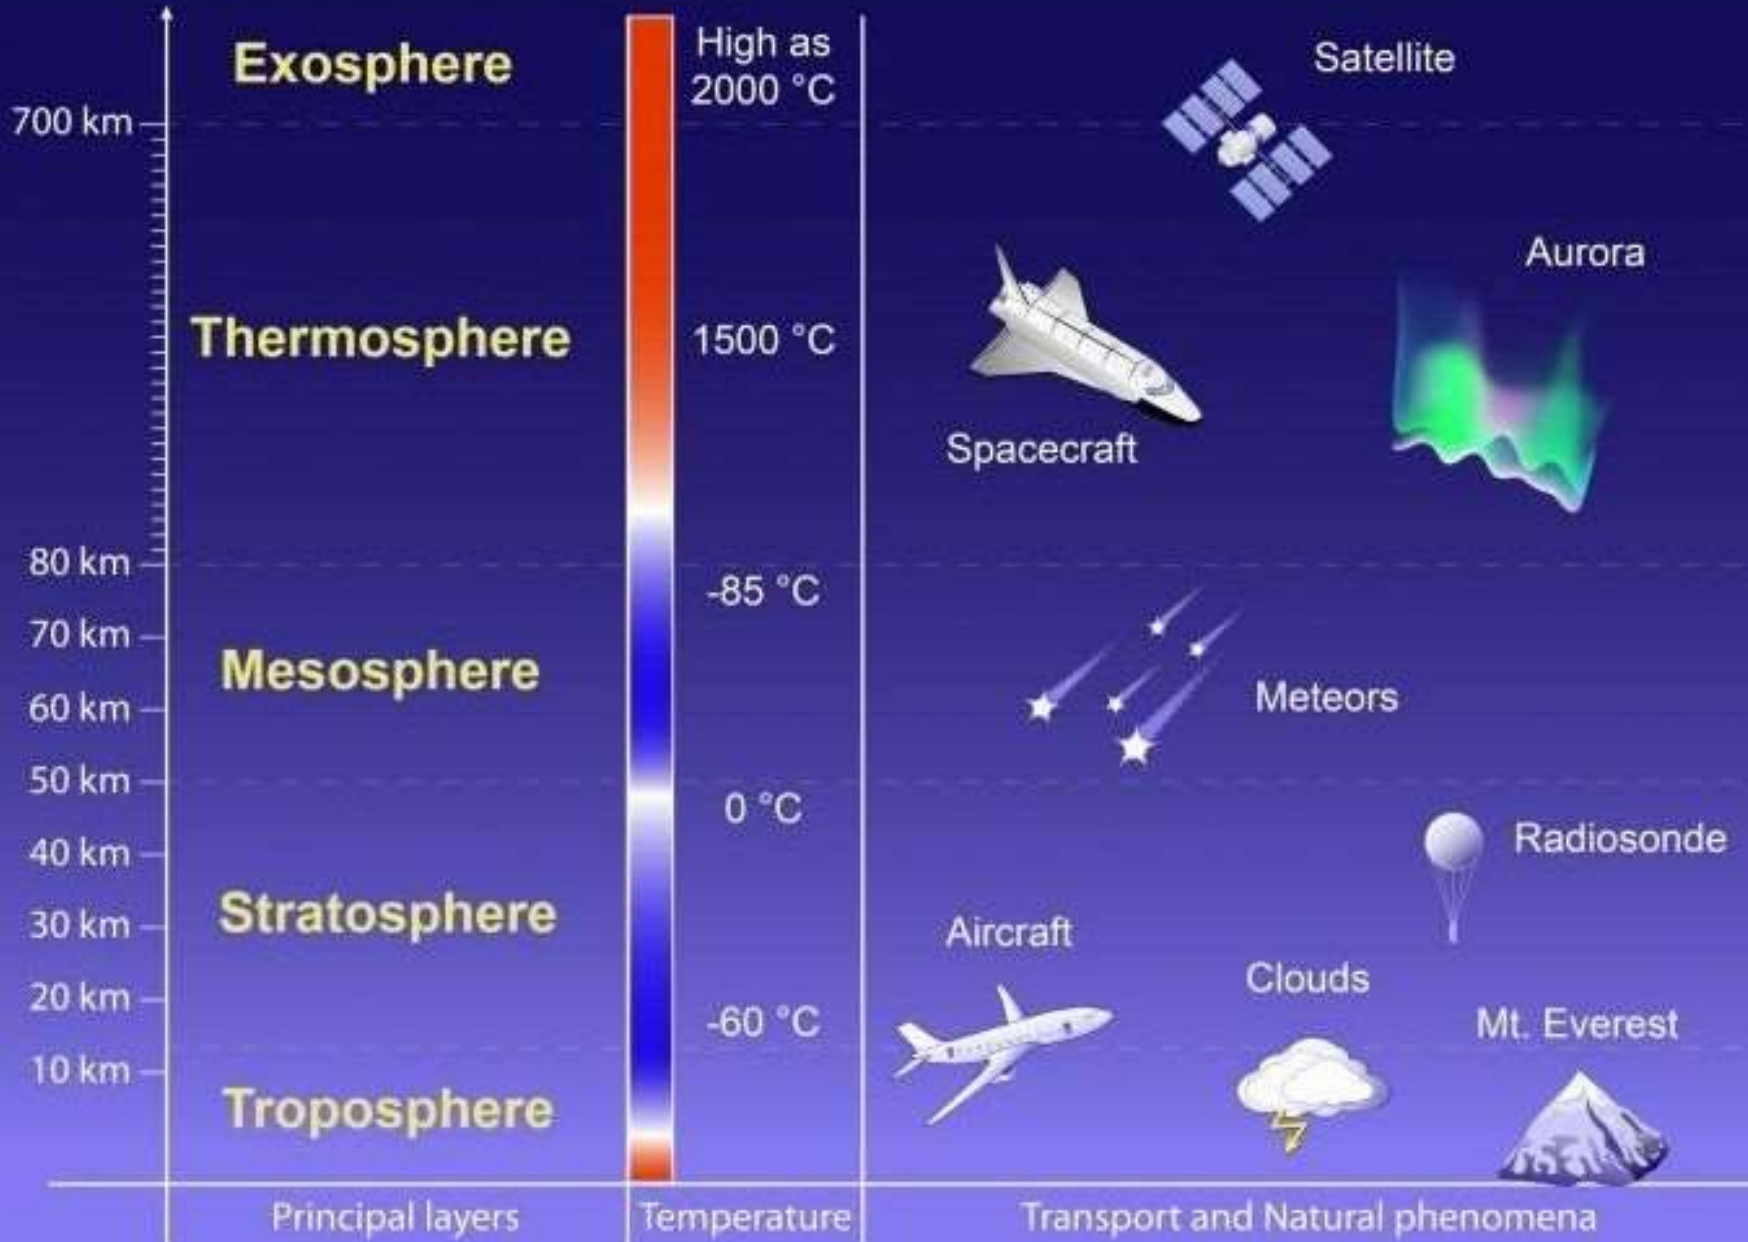 Exosphere
High as
2000 °C
Satellite
700 km
Aurora
Thermosphere
1500 °C
Spacecraft
80 km
-85 °C
70 km
Mesosphere
60 km
Meteors
50 km
0 °C
40 km
Radiosonde
Stratosphere
30 km
Aircraft
Clouds
20 km
-60 °C
Mt. Everest
10 km
Troposphere
Principal layers
Temperature
Transport and Natural phenomena